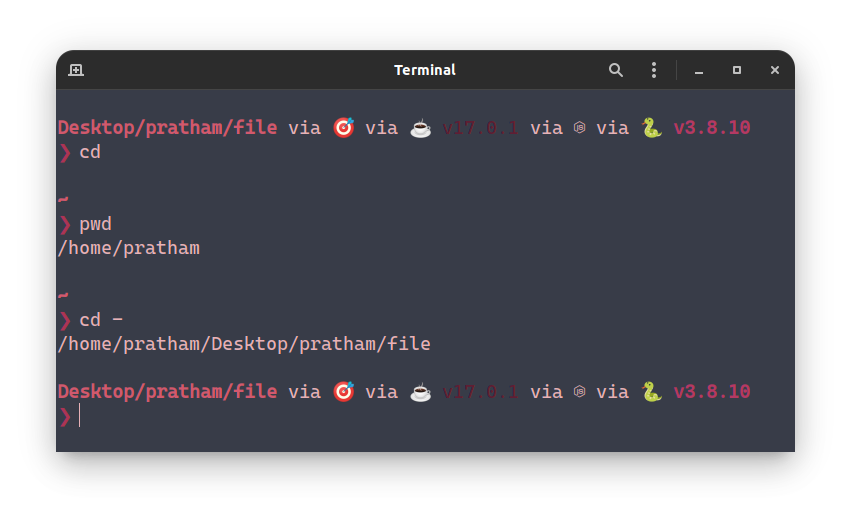 Terminal
Desktop/pratham/file via 🎯 via ☕ v17.0.1 via  via 🐍 v3.8.10
❯ cd
~
❯ pwd
/home/pratham
~
❯ cd -
/home/pratham/Desktop/pratham/file
Desktop/pratham/file via 🎯 via ☕ v17.0.1 via  via 🐍 v3.8.10
❯